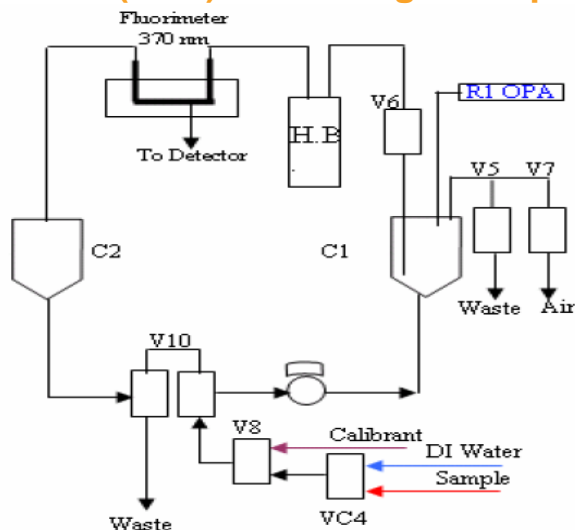 Fluorimeter
370 nm
To Detector
H.B
.
V6
R1 OPA
V5
V7
C2
C1
Waste
Air
V10
V8
Calibrant
DI Water
Sample
VC4
Waste